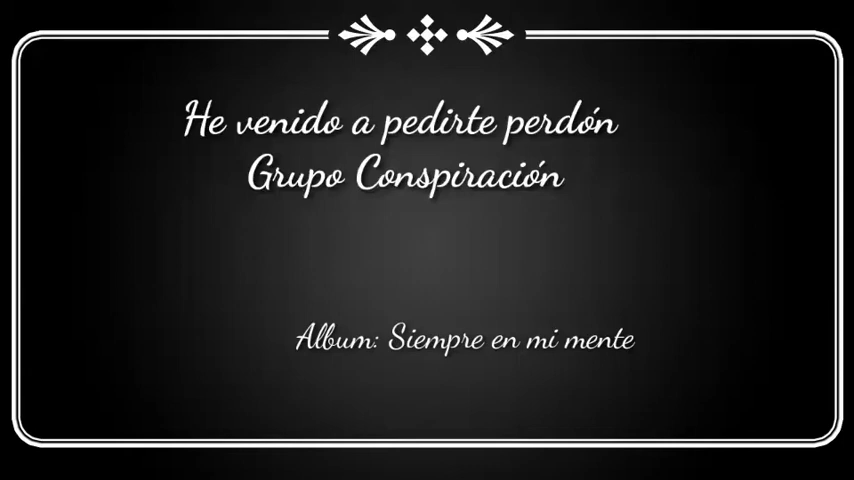 He venido a pedirte perdón
Grupo Conspiración
Album: Siempre en mi mente